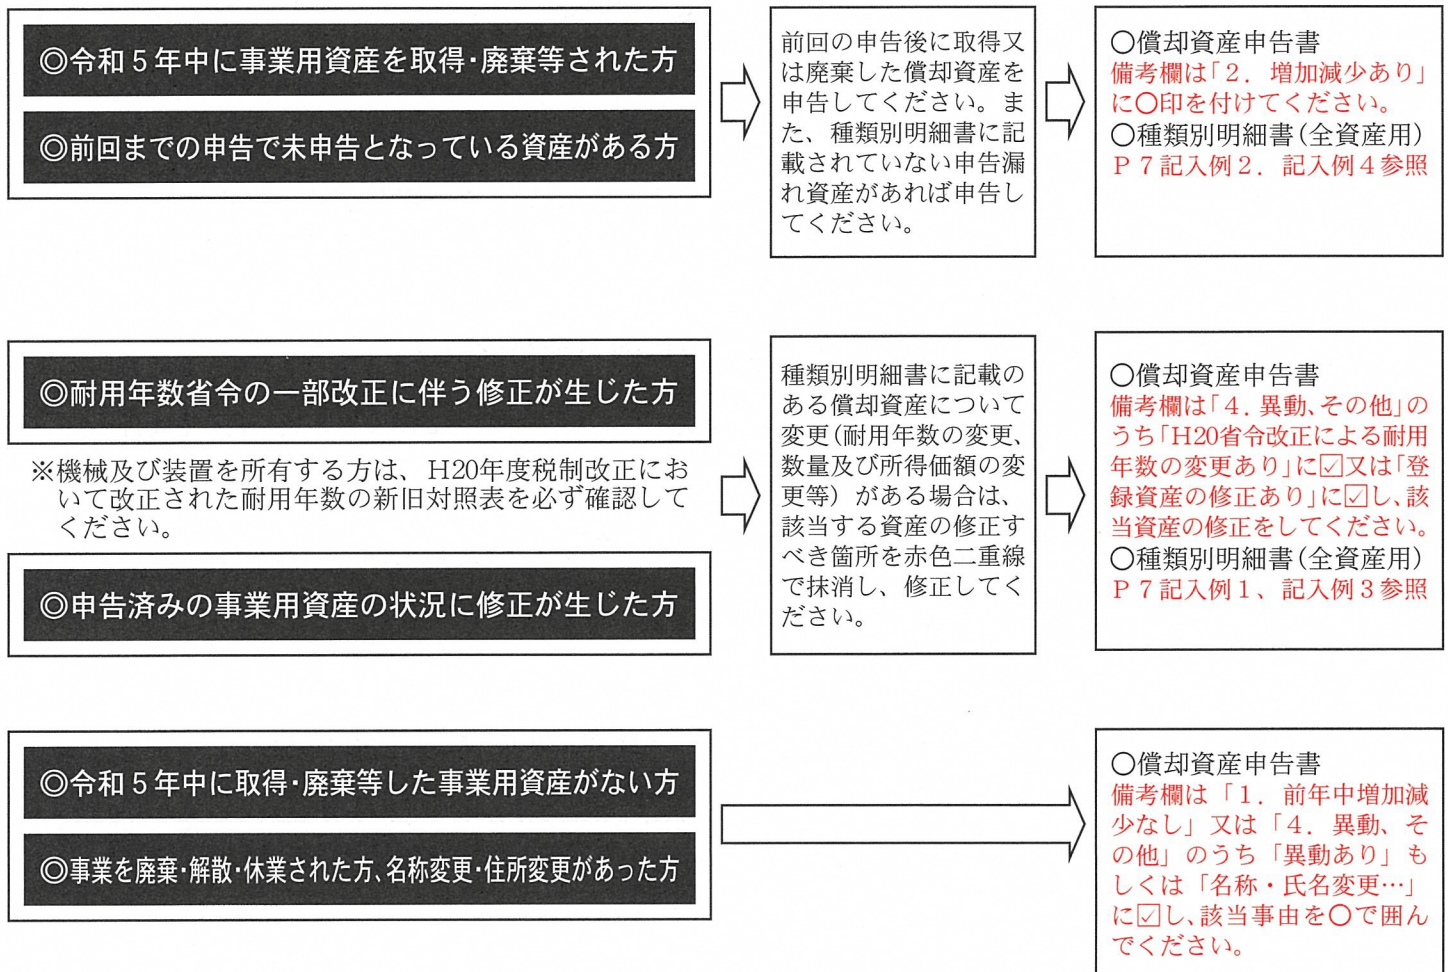 ◎令和5年中に事業用資産を取得・廃棄等された方
◎前回までの申告で未申告となっている資産がある方
前回の申告後に取得又
は廃棄した償却資産を
申告してください。ま
た、種類別明細書に記
載されていない申告漏
れ資産があれば申告し
てください。
○償却資産申告書
備考欄は「2．増加減少あり」
に○印を付けてください。
○種類別明細書（全資産用）
P7記入例2．記入例4参照
◎耐用年数省令の一部改正に伴う修正が生じた方
※機械及び装置を所有する方は、H20年度税制改正にお
いて改正された耐用年数の新旧対照表を必ず確認して
ください。
◎申告済みの事業用資産の状況に修正が生じた方
種類別明細書に記載の
ある償却資産について
変更（耐用年数の変更、
数量及び所得価額の変
更等）がある場合は、
該当する資産の修正す
べき箇所を赤色二重線
で抹消し、修正してく
ださい。
○償却資産申告書
備考欄は「4．異動、その他」の
うち「H20省令改正による耐用
年数の変更あり」に☑又は「登
録資産の修正あり」に☑し、該
当資産の修正をしてください。
○種類別明細書（全資産用）
P7記入例1、記入例3参照
◎令和5年中に取得・廃棄等した事業用資産がない方
◎事業を廃棄・解散・休業された方、名称変更・住所変更があった方
○償却資産申告書
備考欄は「1．前年中増加減
少なし」又は「4．異動、そ
の他」のうち「異動あり」も
しくは「名称・氏名変更…」
に☑し、該当事由を○で囲ん
でください。